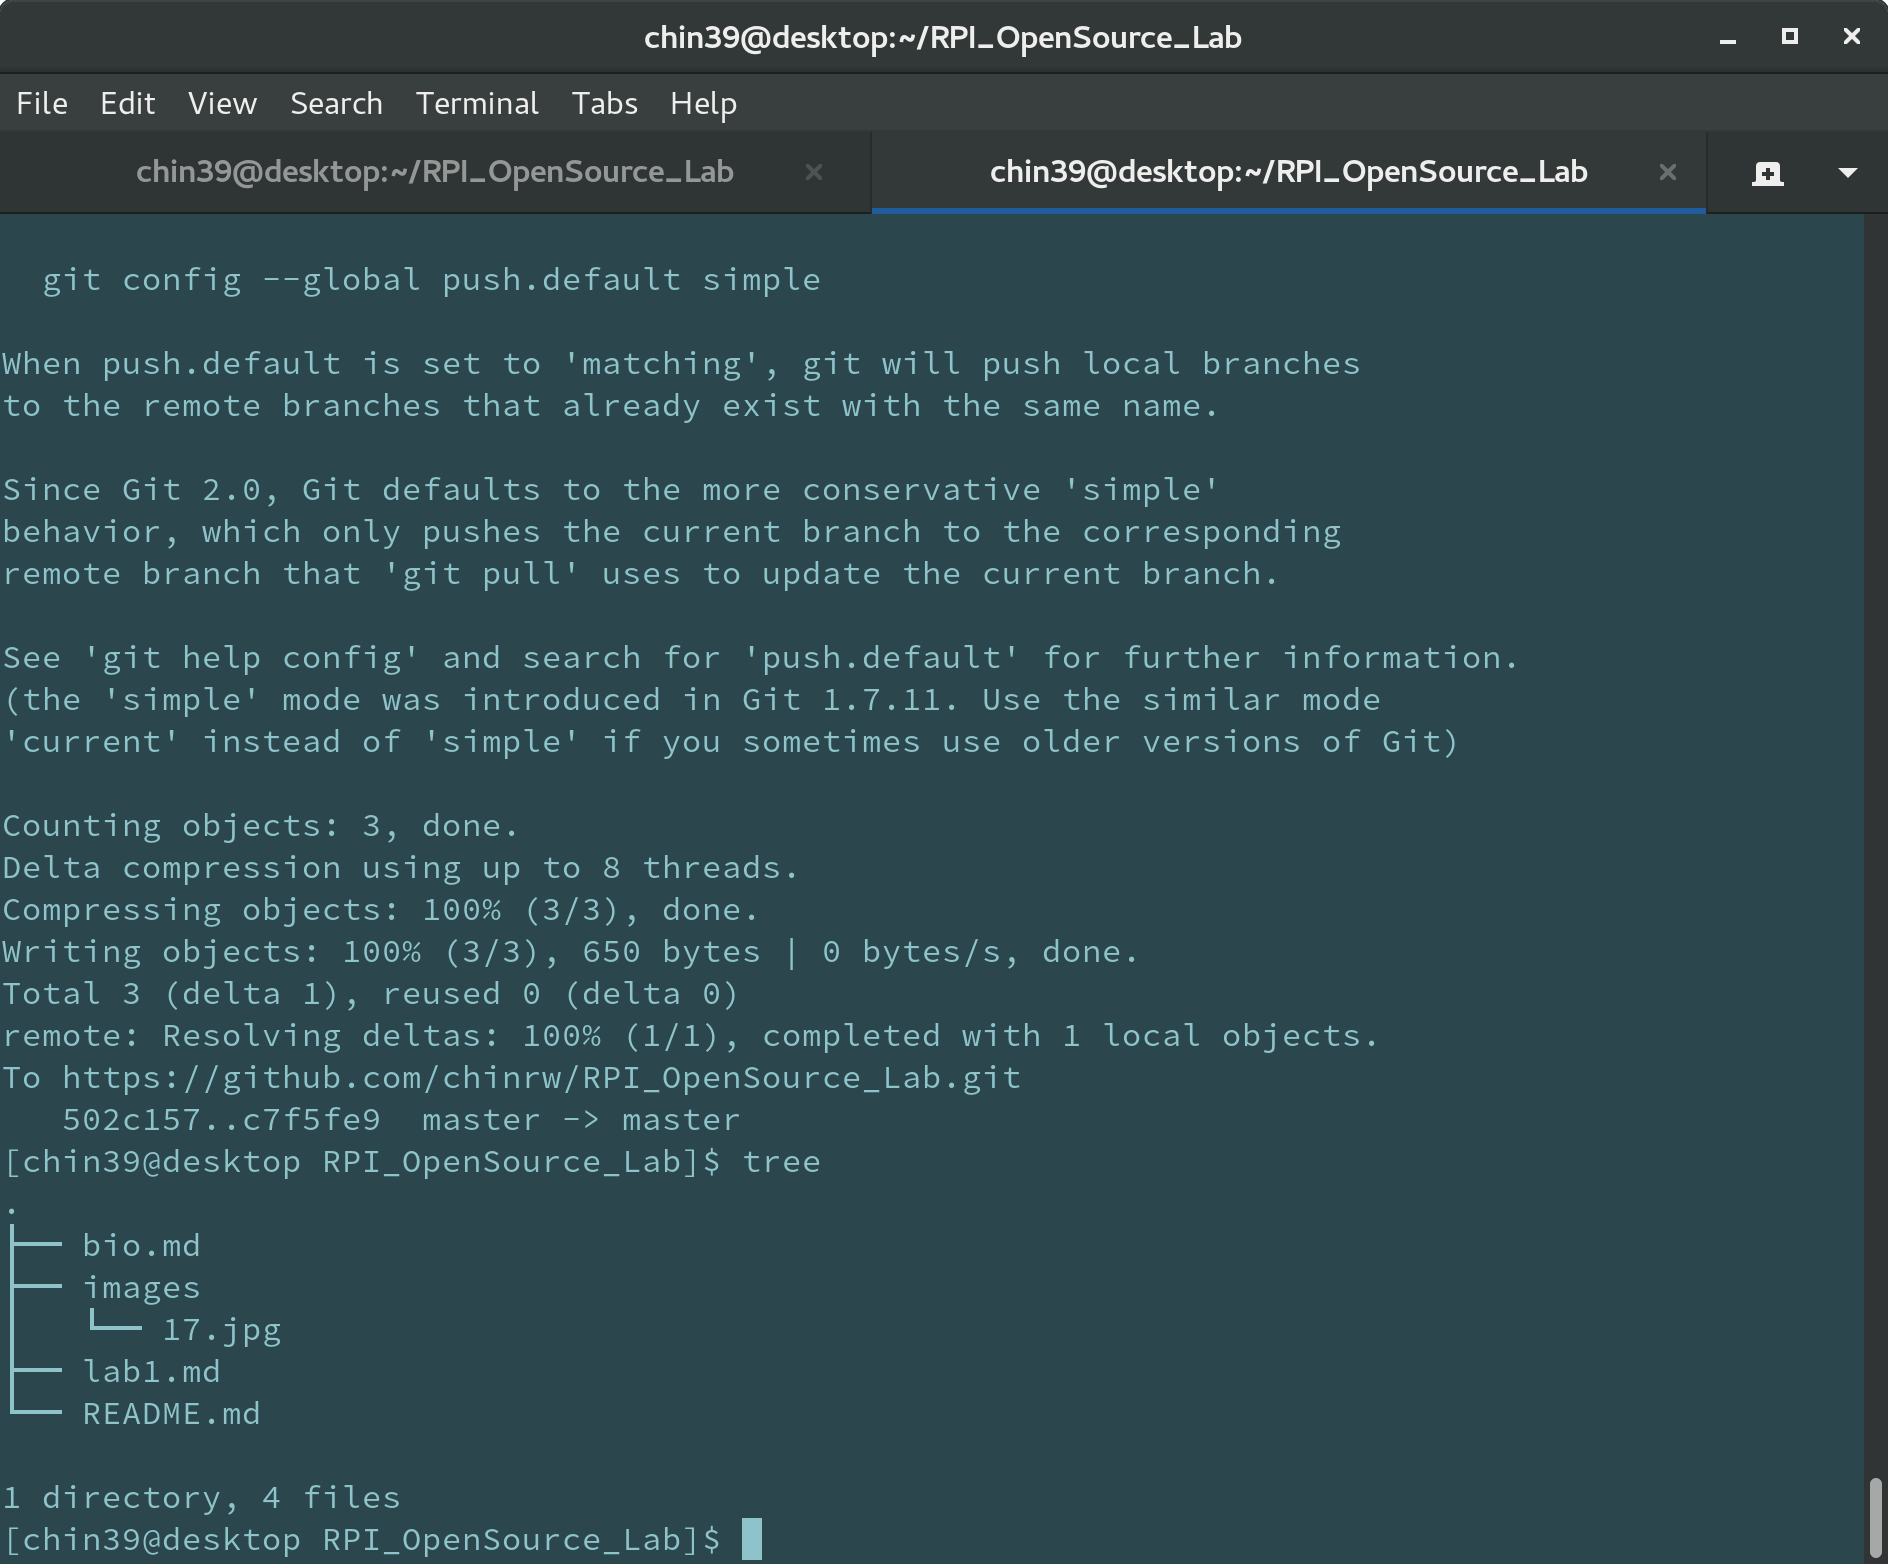 chin39@desktop:~/RPI_OpenSource_Lab
File Edit View Search Terminal Tabs Help
chin39@desktop:~/RPI_OpenSource_Lab chin39@desktop:~/RPI_OpenSource_Lab
  git config --global push.default simple

When push.default is set to 'matching', git will push local branches
to the remote branches that already exist with the same name.

Since Git 2.0, Git defaults to the more conservative 'simple'
behavior, which only pushes the current branch to the corresponding
remote branch that 'git pull' uses to update the current branch.

See 'git help config' and search for 'push.default' for further information.
(the 'simple' mode was introduced in Git 1.7.11. Use the similar mode
'current' instead of 'simple' if you sometimes use older versions of Git)

Counting objects: 3, done.
Delta compression using up to 8 threads.
Compressing objects: 100% (3/3), done.
Writing objects: 100% (3/3), 650 bytes | 0 bytes/s, done.
Total 3 (delta 1), reused 0 (delta 0)
remote: Resolving deltas: 100% (1/1), completed with 1 local objects.
To https://github.com/chinrw/RPI_OpenSource_Lab.git
   502c157..c7f5fe9  master -> master
[chin39@desktop RPI_OpenSource_Lab]$ tree
.
├── bio.md
├── images
│   └── 17.jpg
├── lab1.md
└── README.md

1 directory, 4 files
[chin39@desktop RPI_OpenSource_Lab]$